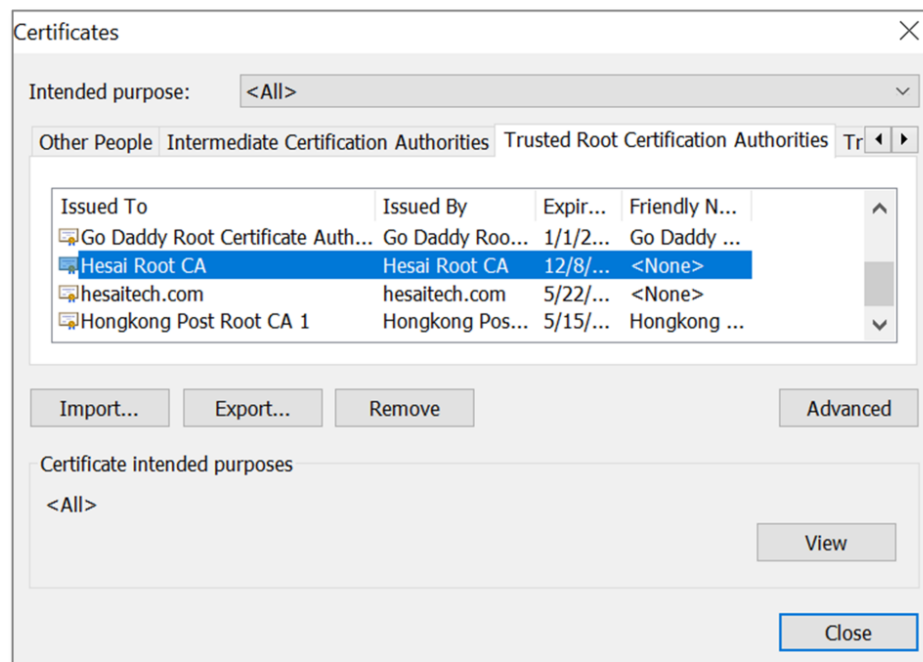 Certificates
Intended purpose: <All>
Other People Intermediate Certification Authorities Trusted Root Certification Authorities Tr
Issued To Issued By Expir... Friendly N...
Go Daddy Root Certificate Auth... Go Daddy Roo... 1/1/2... Go Daddy ...
Hesai Root CA Hesai Root CA 12/8/... <None>
hesaitech.com hesaitech.com 5/22/... <None>
Hongkong Post Root CA 1 Hongkong Pos... 5/15/... Hongkong ...
Import... Export... Remove Advanced
Certificate intended purposes
<All>
View
Close